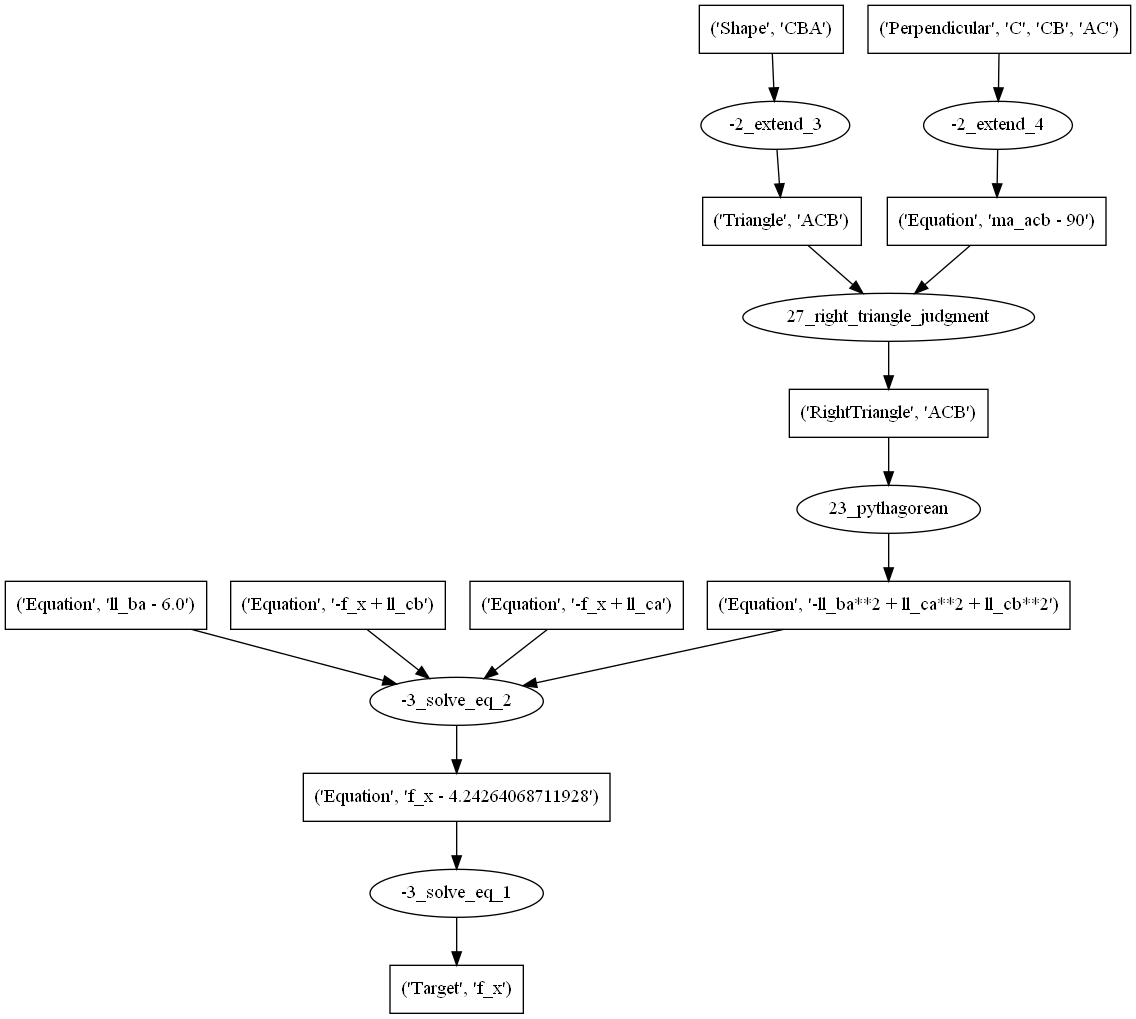 ('Shape', 'CBA')
('Perpendicular', 'C', 'CB', 'AC')
-2_extend_3
-2_extend_4
('Triangle', 'ACB')
('Equation', 'ma_acb - 90')
27_right_triangle_judgment
('RightTriangle', 'ACB')
23_pythagorean
('Equation', 'll_ba - 6.0')
('Equation', '-f_x + ll_cb')
('Equation', '-f_x + ll_ca')
('Equation', '-ll_ba**2 + ll_ca**2 + ll_cb**2')
-3_solve_eq_2
('Equation', 'f_x - 4.24264068711928')
-3_solve_eq_1
('Target', 'f_x')